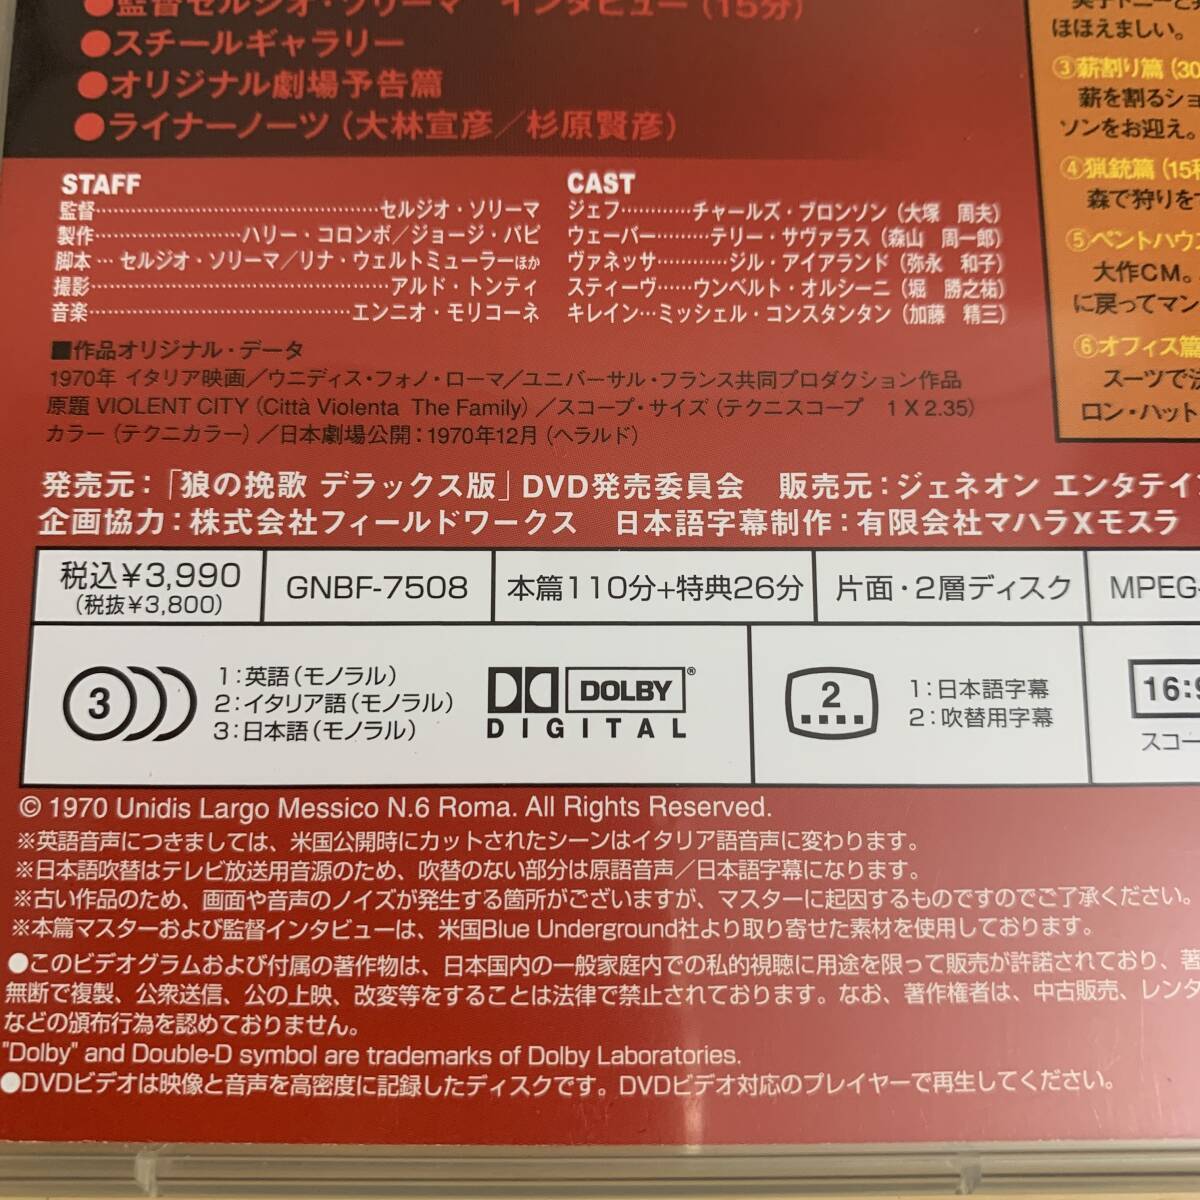 ●監督セルジオ・ソリーマ インタビュー（15分）
●スチールギャラリー
●オリジナル劇場予告篇
●ライナーノーツ（大林宣彦／杉原賢彦）
STAFF
監督…セルジオ・ソリーマ
製作…ハリー・コロンボ／ジョージ・パピ
脚本…セルジオ・ソリーマ／リナ・ウェルトミューラーほか
撮影…アルド・トンティ
音楽…エンニオ・モリコーネ
CAST
ジェフ…チャールズ・ブロンソン（大塚 周夫）
ウェーバー…テリー・サヴァラス（森山 周一郎）
ヴァネッサ…ジル・アイアランド（弥永 和子）
スティーヴ…ウンベルト・オルシーニ（堀 勝之祐）
キレイン…ミッシェル・コンスタンタン（加藤 精三）
■作品オリジナル・データ
1970年 イタリア映画／ウニディス・フォノ・ローマ／ユニバーサル・フランス共同プロダクション作品
原題 VIOLENT CITY（Città Violenta The Family）／スコープ・サイズ（テクニスコープ 1 X 2.35）
カラー（テクニカラー）／日本劇場公開：1970年12月（ヘラルド）
ほほえましい。
③薪割り篇（30
薪を割るショ
ソンをお迎え。
④猟銃篇（15秒
森で狩りをす
⑤ペントハウ
大作CM。
に戻ってマン
⑥オフィス篇
スーツで決
ロン・ハット
発売元：「狼の挽歌 デラックス版」DVD発売委員会 販売元：ジェネオン エンタテイ
企画協力：株式会社フィールドワークス 日本語字幕制作：有限会社マハラXモスラ
税込￥3,990
（税抜￥3,800）
GNBF-7508
本篇110分+特典26分
片面・2層ディスク
MPEG-
3
1：英語（モノラル）
2：イタリア語（モノラル）
3：日本語（モノラル）
DOLBY®
DIGITAL
2
1：日本語字幕
2：吹替用字幕
16:9
スコー
© 1970 Unidis Largo Messico N.6 Roma. All Rights Reserved.
※英語音声につきましては、米国公開時にカットされたシーンはイタリア語音声に変わります。
※日本語吹替はテレビ放送用音源のため、吹替のない部分は原語音声／日本語字幕になります。
※古い作品のため、画面や音声のノイズが発生する箇所がございますが、マスターに起因するものですのでご了承ください。
※本篇マスターおよび監督インタビューは、米国Blue Underground社より取り寄せた素材を使用しております。
●このビデオグラムおよび付属の著作物は、日本国内の一般家庭内での私的視聴に用途を限って販売が許諾されており、著
無断で複製、公衆送信、公の上映、改変等をすることは法律で禁止されております。なお、著作権者は、中古販売、レンタ
などの頒布行為を認めておりません。
"Dolby" and Double-D symbol are trademarks of Dolby Laboratories.
●DVDビデオは映像と音声を高密度に記録したディスクです。DVDビデオ対応のプレイヤーで再生してください。